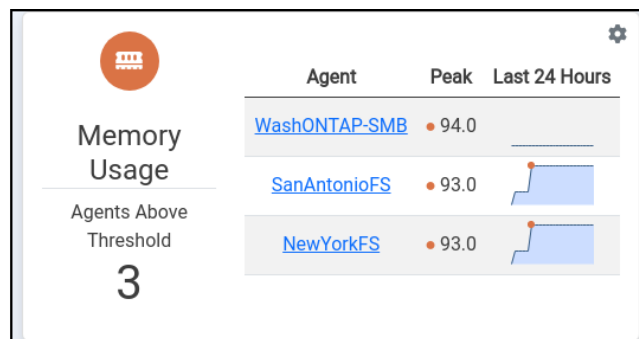 Memory
Usage
Agents Above
Threshold
3
Agent Peak Last 24 Hours
WashONTAP-SMB 94.0
SanAntonioFS 93.0
NewYorkFS 93.0